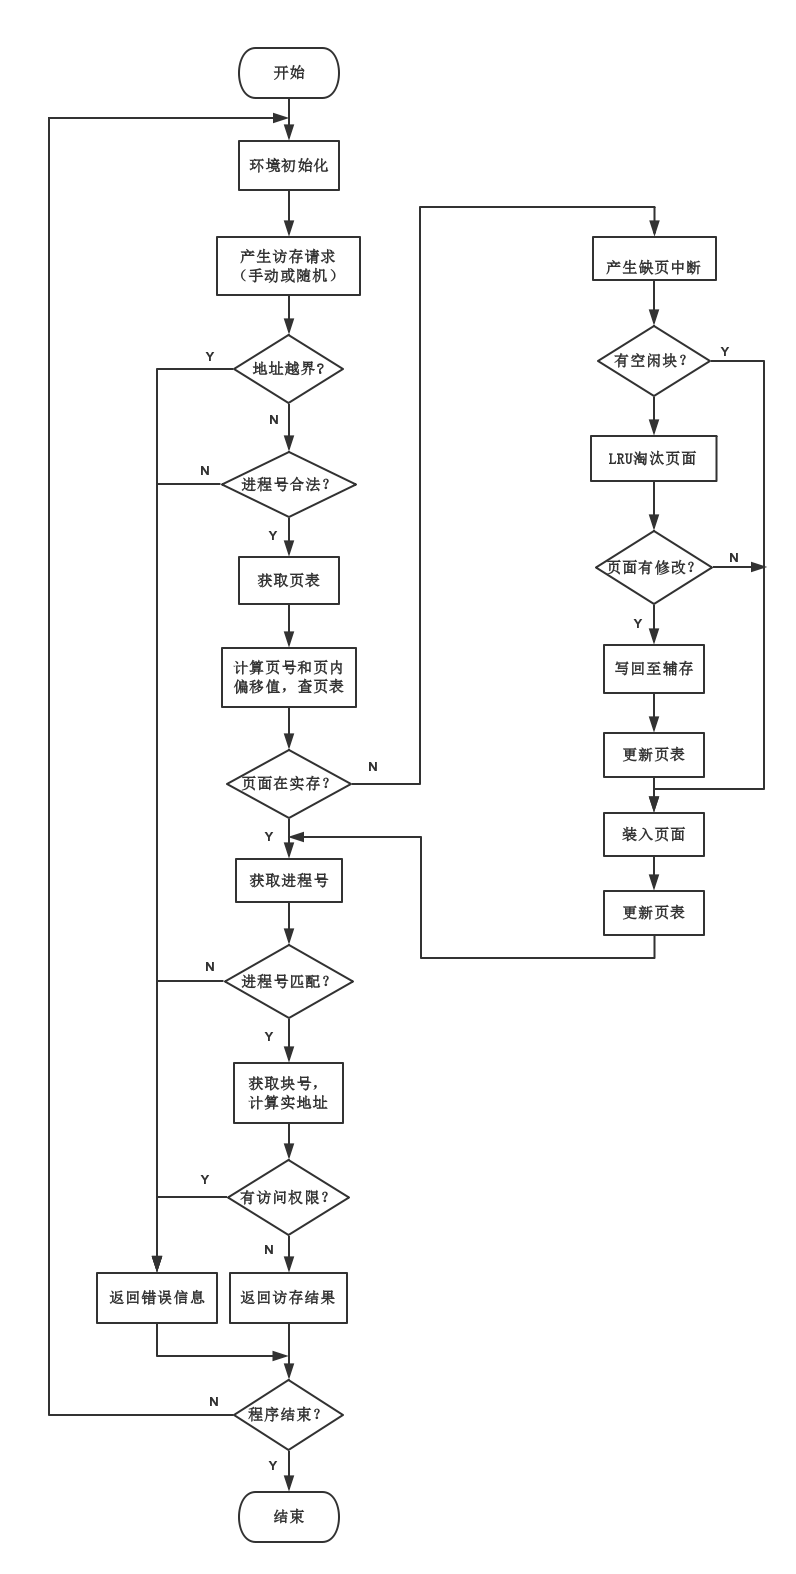 开始
环境初始化
产生访存请求
（手动或随机）
Y
地址越界？
N
N
进程号合法？
Y
获取页表
计算页号和页内
偏移值，查页表
页面在实存？
N
Y
获取进程号
N
进程号匹配？
Y
获取块号，
计算实地址
Y
有访问权限？
N
返回错误信息
返回访存结果
N
程序结束？
Y
结束
产生缺页中断
有空闲块？
Y
LRU淘汰页面
页面有修改？
N
Y
写回至辅存
更新页表
装入页面
更新页表